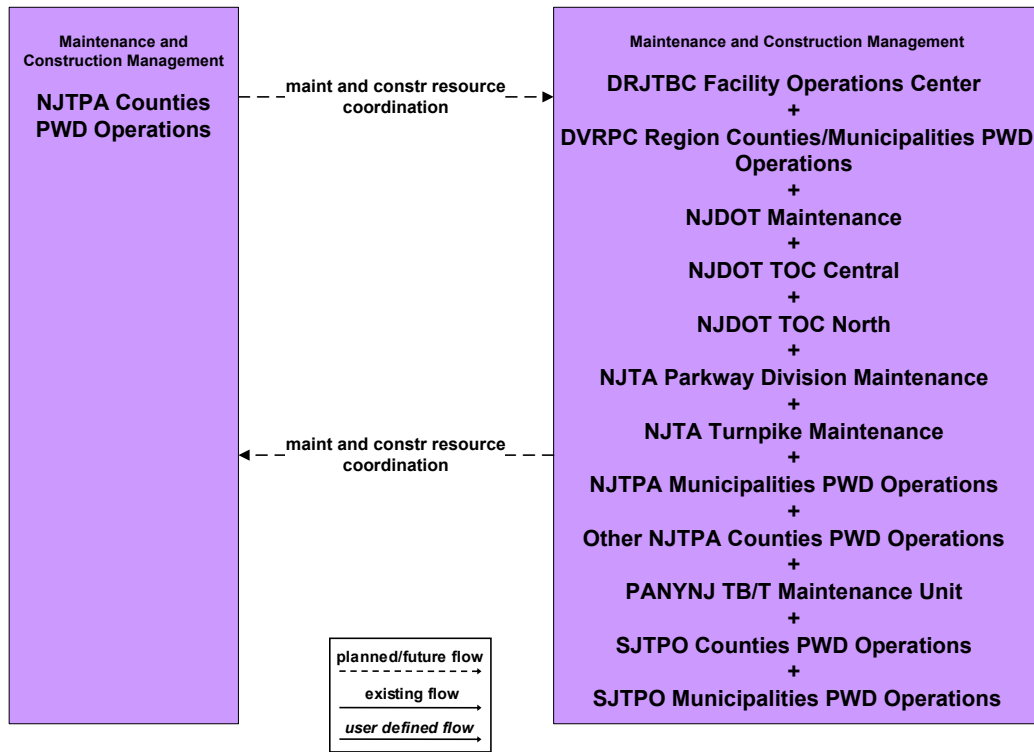 Maintenance and
Construction Management
NJTPA Counties
PWD Operations
maint and constr resource
coordination
maint and constr resource
coordination
Maintenance and Construction Management
DRJTBC Facility Operations Center
+
DVRPC Region Counties/Municipalities PWD
Operations
+
NJDOT Maintenance
+
NJDOT TOC Central
+
NJDOT TOC North
+
NJTA Parkway Division Maintenance
+
NJTA Turnpike Maintenance
+
NJTPA Municipalities PWD Operations
+
Other NJTPA Counties PWD Operations
+
PANYNJ TB/T Maintenance Unit
+
SJTPO Counties PWD Operations
+
SJTPO Municipalities PWD Operations
planned/future flow
existing flow
user defined flow